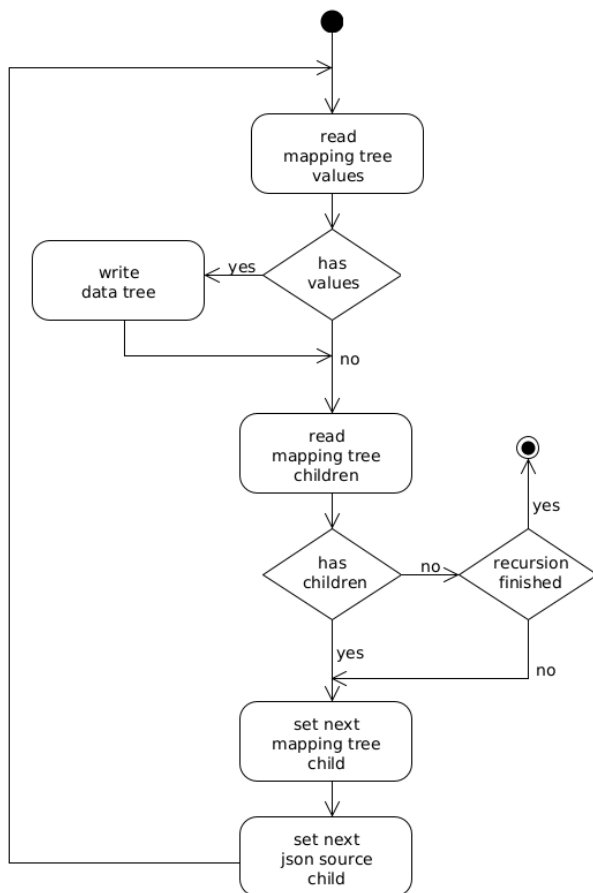 read
mapping tree
values
has
values
yes
write
data tree
no
read
mapping tree
children
yes
has
children
no
recursion
finished
yes
no
set next
mapping tree
child
set next
json source
child